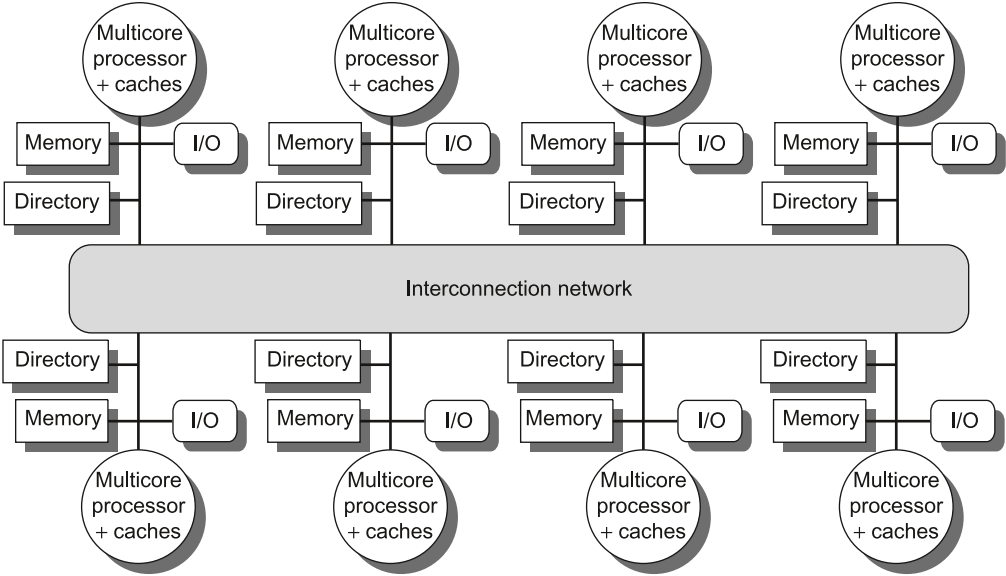 Multicore
processor
+ caches
Multicore
processor
+ caches
Multicore
processor
+ caches
Multicore
processor
+ caches
Memory
I/O
Memory
I/O
Memory
I/O
Memory
I/O
Directory
Directory
Directory
Directory
Interconnection network
Directory
Directory
Directory
Directory
Memory
I/O
Memory
I/O
Memory
I/O
Memory
I/O
Multicore
processor
+ caches
Multicore
processor
+ caches
Multicore
processor
+ caches
Multicore
processor
+ caches